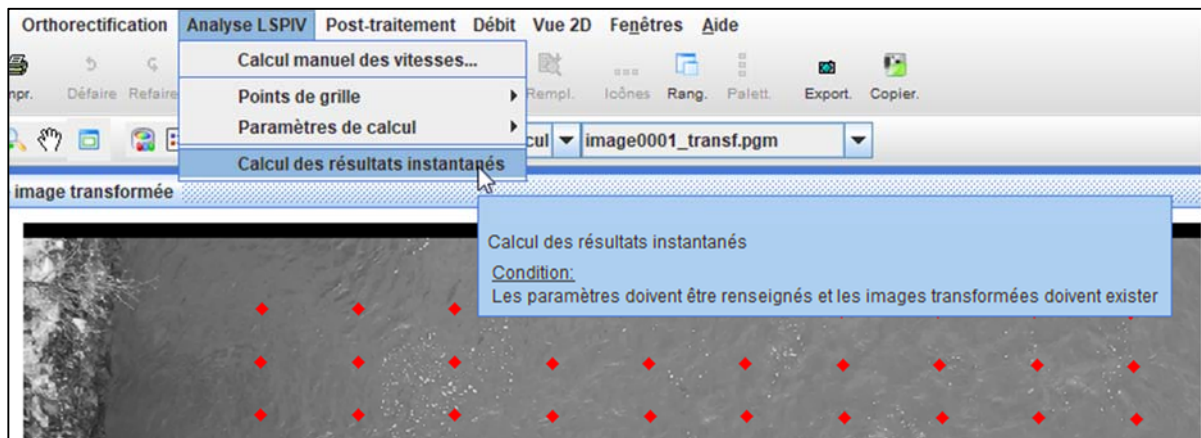 Orthorectification Analyse LSPIV Post-traitement Débit Vue 2D Fenêtres Aide
Calcul manuel des vitesses...
mpr. Défaire Refaire Rempl. Icônes Rang. Palett. Export. Copier.
Points de grille
Paramètres de calcul
cul image0001_transf.pgm
Calcul des résultats instantanés
image transformée
Calcul des résultats instantanés
Condition:
Les paramètres doivent être renseignés et les images transformées doivent exister